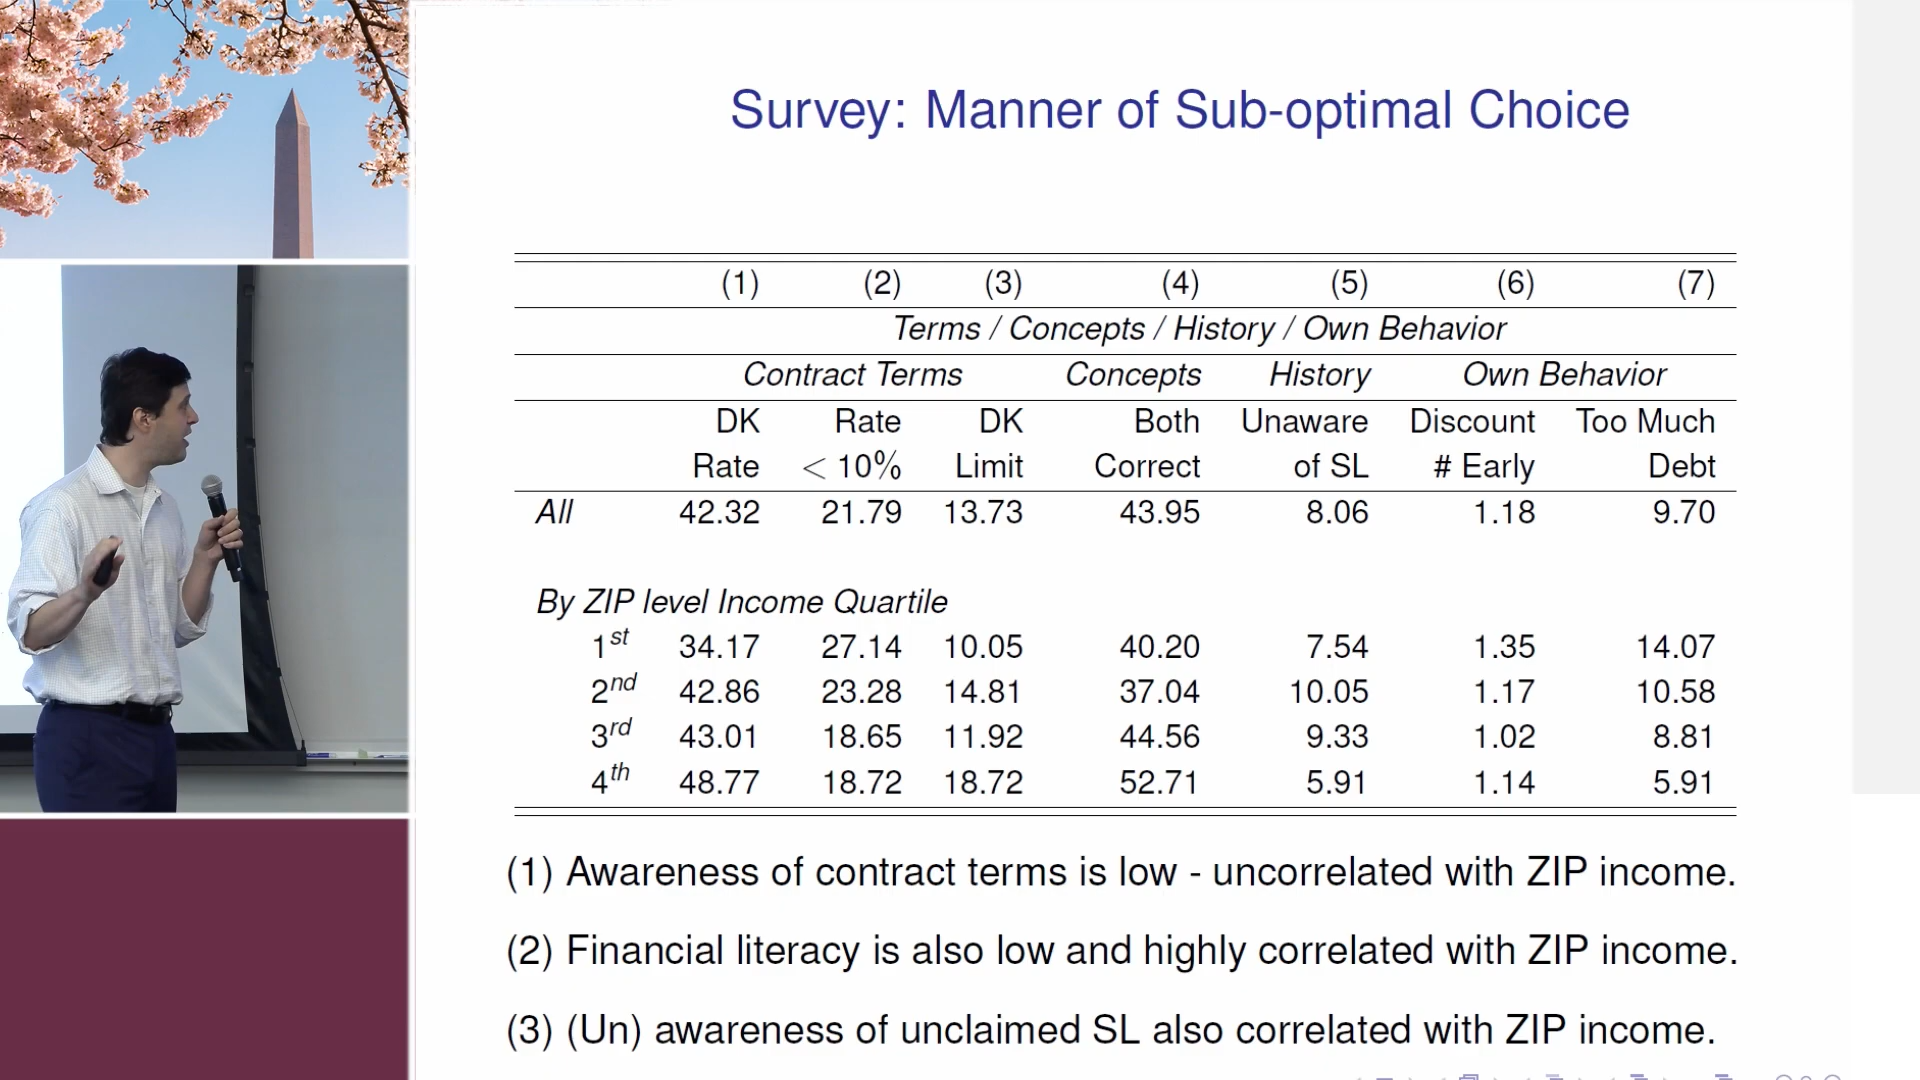 Survey: Manner of Sub-optimal Choice
(1) (2) (3) (4) (5) (6) (7)
Terms / Concepts / History / Own Behavior
Contract Terms Concepts History Own Behavior
DK Rate DK Both Unaware Discount Too Much
Rate < 10% Limit Correct of SL # Early Debt
All 42.32 21.79 13.73 43.95 8.06 1.18 9.70
By ZIP level Income Quartile
1st 34.17 27.14 10.05 40.20 7.54 1.35 14.07
2nd 42.86 23.28 14.81 37.04 10.05 1.17 10.58
3rd 43.01 18.65 11.92 44.56 9.33 1.02 8.81
4th 48.77 18.72 18.72 52.71 5.91 1.14 5.91
(1) Awareness of contract terms is low - uncorrelated with ZIP income.
(2) Financial literacy is also low and highly correlated with ZIP income.
(3) (Un) awareness of unclaimed SL also correlated with ZIP income.